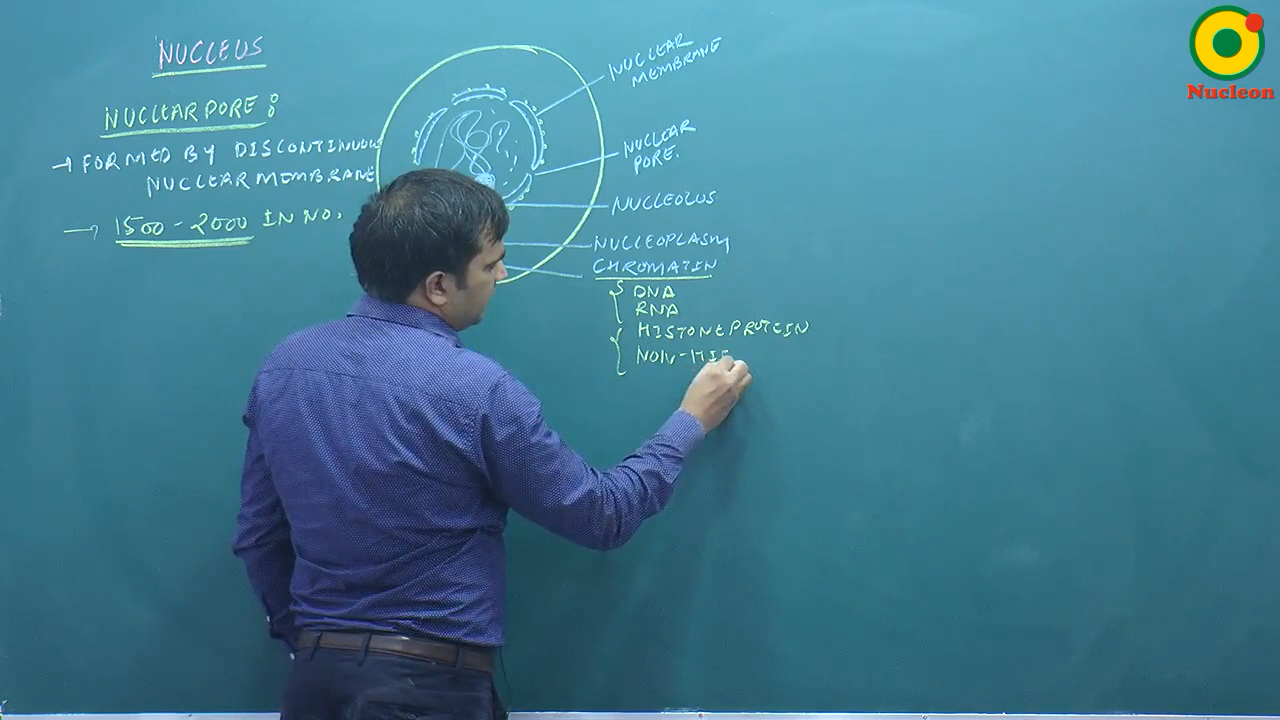 NUCLEUS
NUCLEAR PORE :
→ FORMED BY DISCONTINUOUS
NUCLEAR MEMBRANE
→ 1500 - 2000 IN NO.
NUCLEAR
MEMBRANE
NUCLEAR
PORE.
NUCLEOLUS
NUCLEOPLASM
CHROMATIN
DNA
RNA
HISTONE PROTEIN
NON-HIS
Nucleon